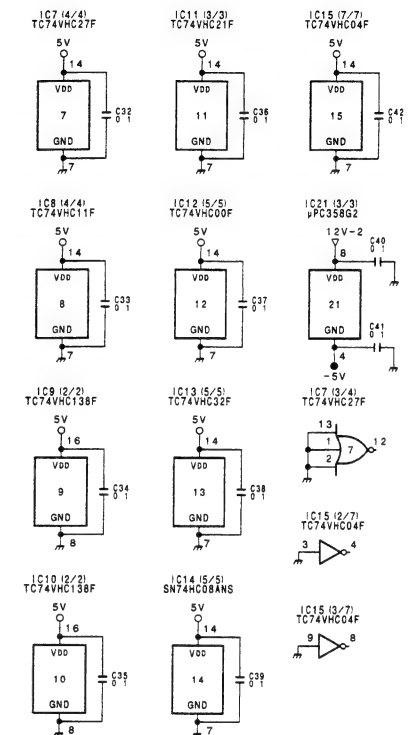 IC7 (4/4)
TC74VHC27F
5V
14
VDD
7
GND
7
C32
0.1
IC11 (3/3)
TC74VHC21F
5V
14
VDD
11
GND
7
C36
0.1
IC15 (7/7)
TC74VHC04F
5V
14
VDD
15
GND
7
C42
0.1
IC8 (4/4)
TC74VHC11F
5V
14
VDD
8
GND
7
C33
0.1
IC12 (5/5)
TC74VHC00F
5V
14
VDD
12
GND
7
C37
0.1
IC21 (3/3)
µPC358G2
12V-2
8
C40
0.1
VDD
21
GND
C41
0.1
4
-5V
IC9 (2/2)
TC74VHC138F
5V
16
VDD
9
GND
8
C34
0.1
IC13 (5/5)
TC74VHC32F
5V
14
VDD
13
GND
7
C38
0.1
IC7 (3/4)
TC74VHC27F
13
1
2
7
12
IC15 (2/7)
TC74VHC04F
3
4
IC10 (2/2)
TC74VHC138F
5V
16
VDD
10
GND
8
C35
0.1
IC14 (5/5)
SN74HC08ANS
5V
14
VDD
14
GND
7
C39
0.1
IC15 (3/7)
TC74VHC04F
9
8